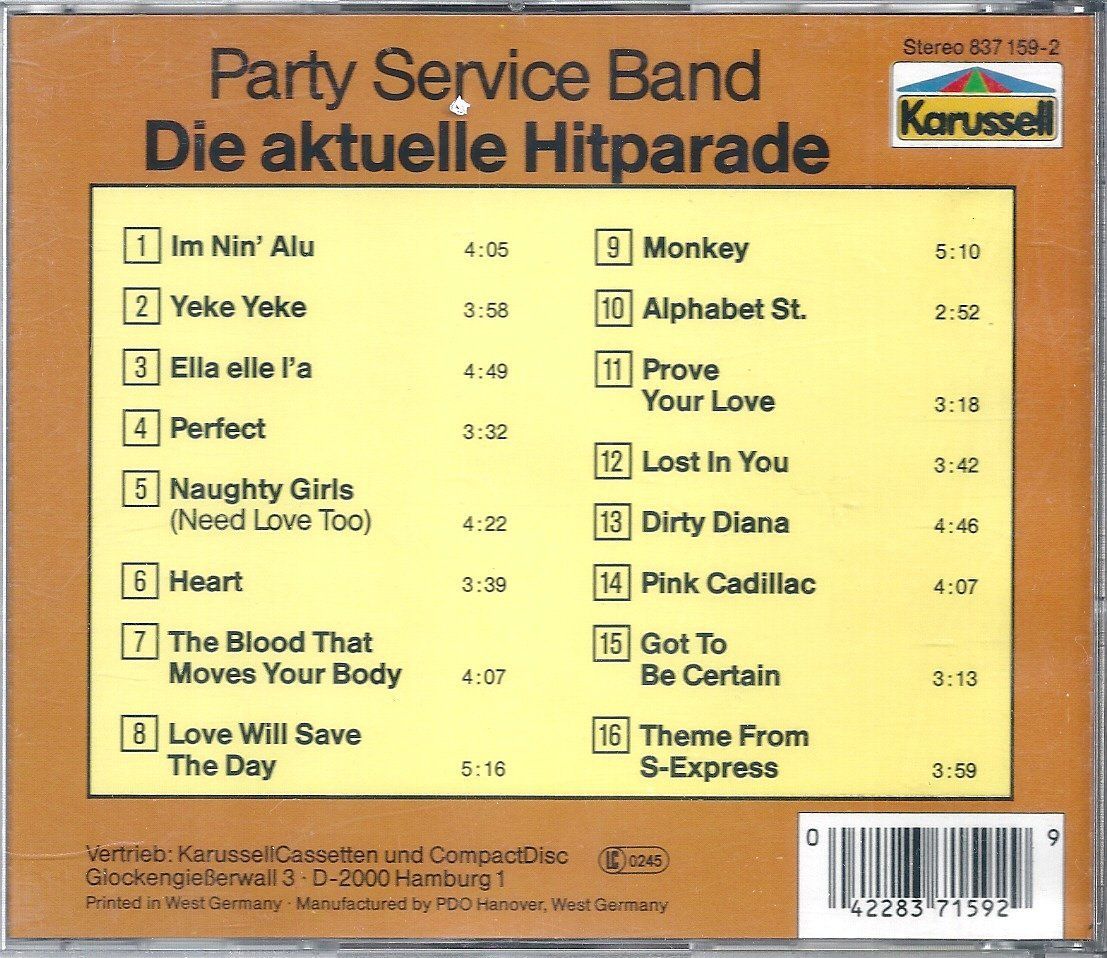 Stereo 837 159-2
Karussell
Party Service Band
Die aktuelle Hitparade
1 Im Nin' Alu 4:05
2 Yeke Yeke 3:58
3 Ella elle l'a 4:49
4 Perfect 3:32
5 Naughty Girls
(Need Love Too) 4:22
6 Heart 3:39
7 The Blood That
Moves Your Body 4:07
8 Love Will Save
The Day 5:16
9 Monkey 5:10
10 Alphabet St. 2:52
11 Prove
Your Love 3:18
12 Lost In You 3:42
13 Dirty Diana 4:46
14 Pink Cadillac 4:07
15 Got To
Be Certain 3:13
16 Theme From
S-Express 3:59
Vertrieb: KarussellCassetten und CompactDisc
Glockengießerwall 3 · D-2000 Hamburg 1
Printed in West Germany · Manufactured by PDO Hanover, West Germany
LC 0245
0 42283 71592 9